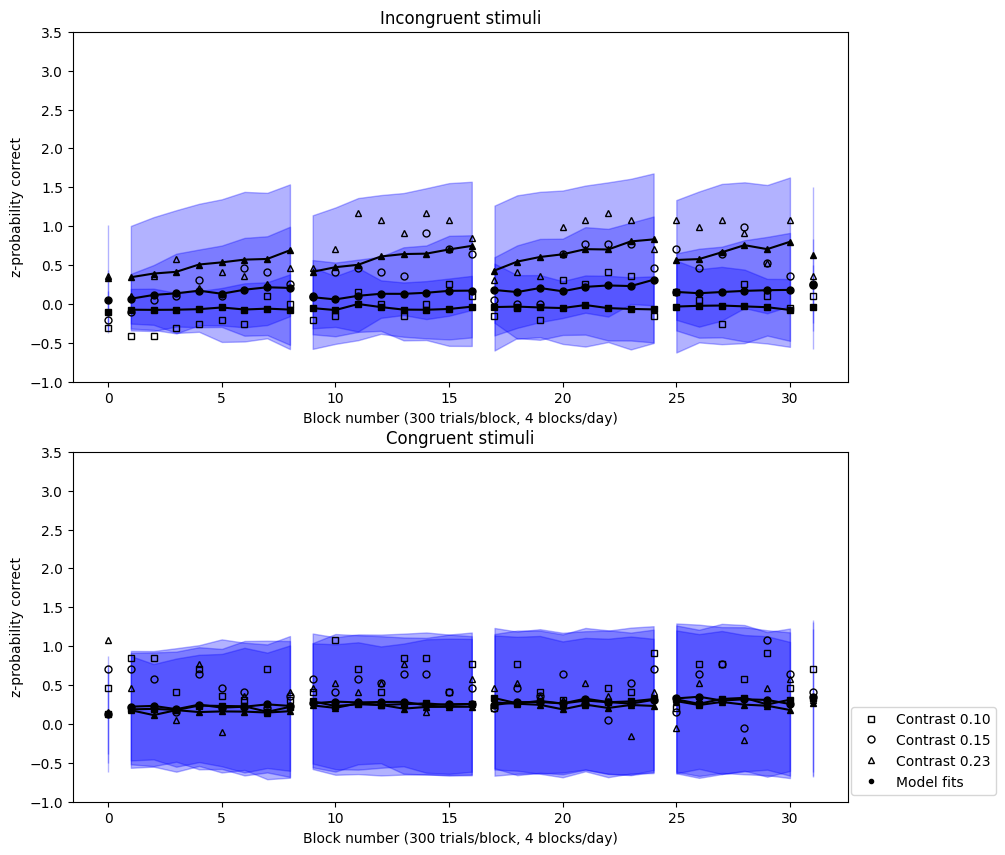 Incongruent stimuli
3.5
3.0
2.5
2.0
1.5
1.0
0.5
0.0
−0.5
−1.0
z-probability correct
0 5 10 15 20 25 30
Block number (300 trials/block, 4 blocks/day)
Congruent stimuli
3.5
3.0
2.5
2.0
1.5
1.0
0.5
0.0
−0.5
−1.0
z-probability correct
0 5 10 15 20 25 30
Block number (300 trials/block, 4 blocks/day)
Contrast 0.10
Contrast 0.15
Contrast 0.23
Model fits